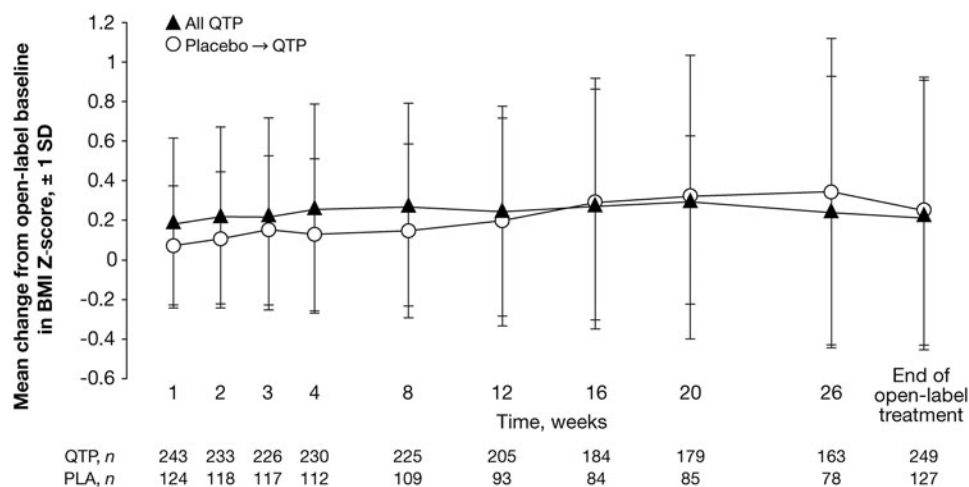 Mean change from open-label baseline
in BMI Z-score, ± 1 SD
1.2
1
0.8
0.6
0.4
0.2
0
-0.2
-0.4
-0.6
▲ All QTP
○ Placebo → QTP
1 2 3 4 8 12 16 20 26 End of
open-label
treatment
Time, weeks
QTP, n 243 233 226 230 225 205 184 179 163 249
PLA, n 124 118 117 112 109 93 84 85 78 127